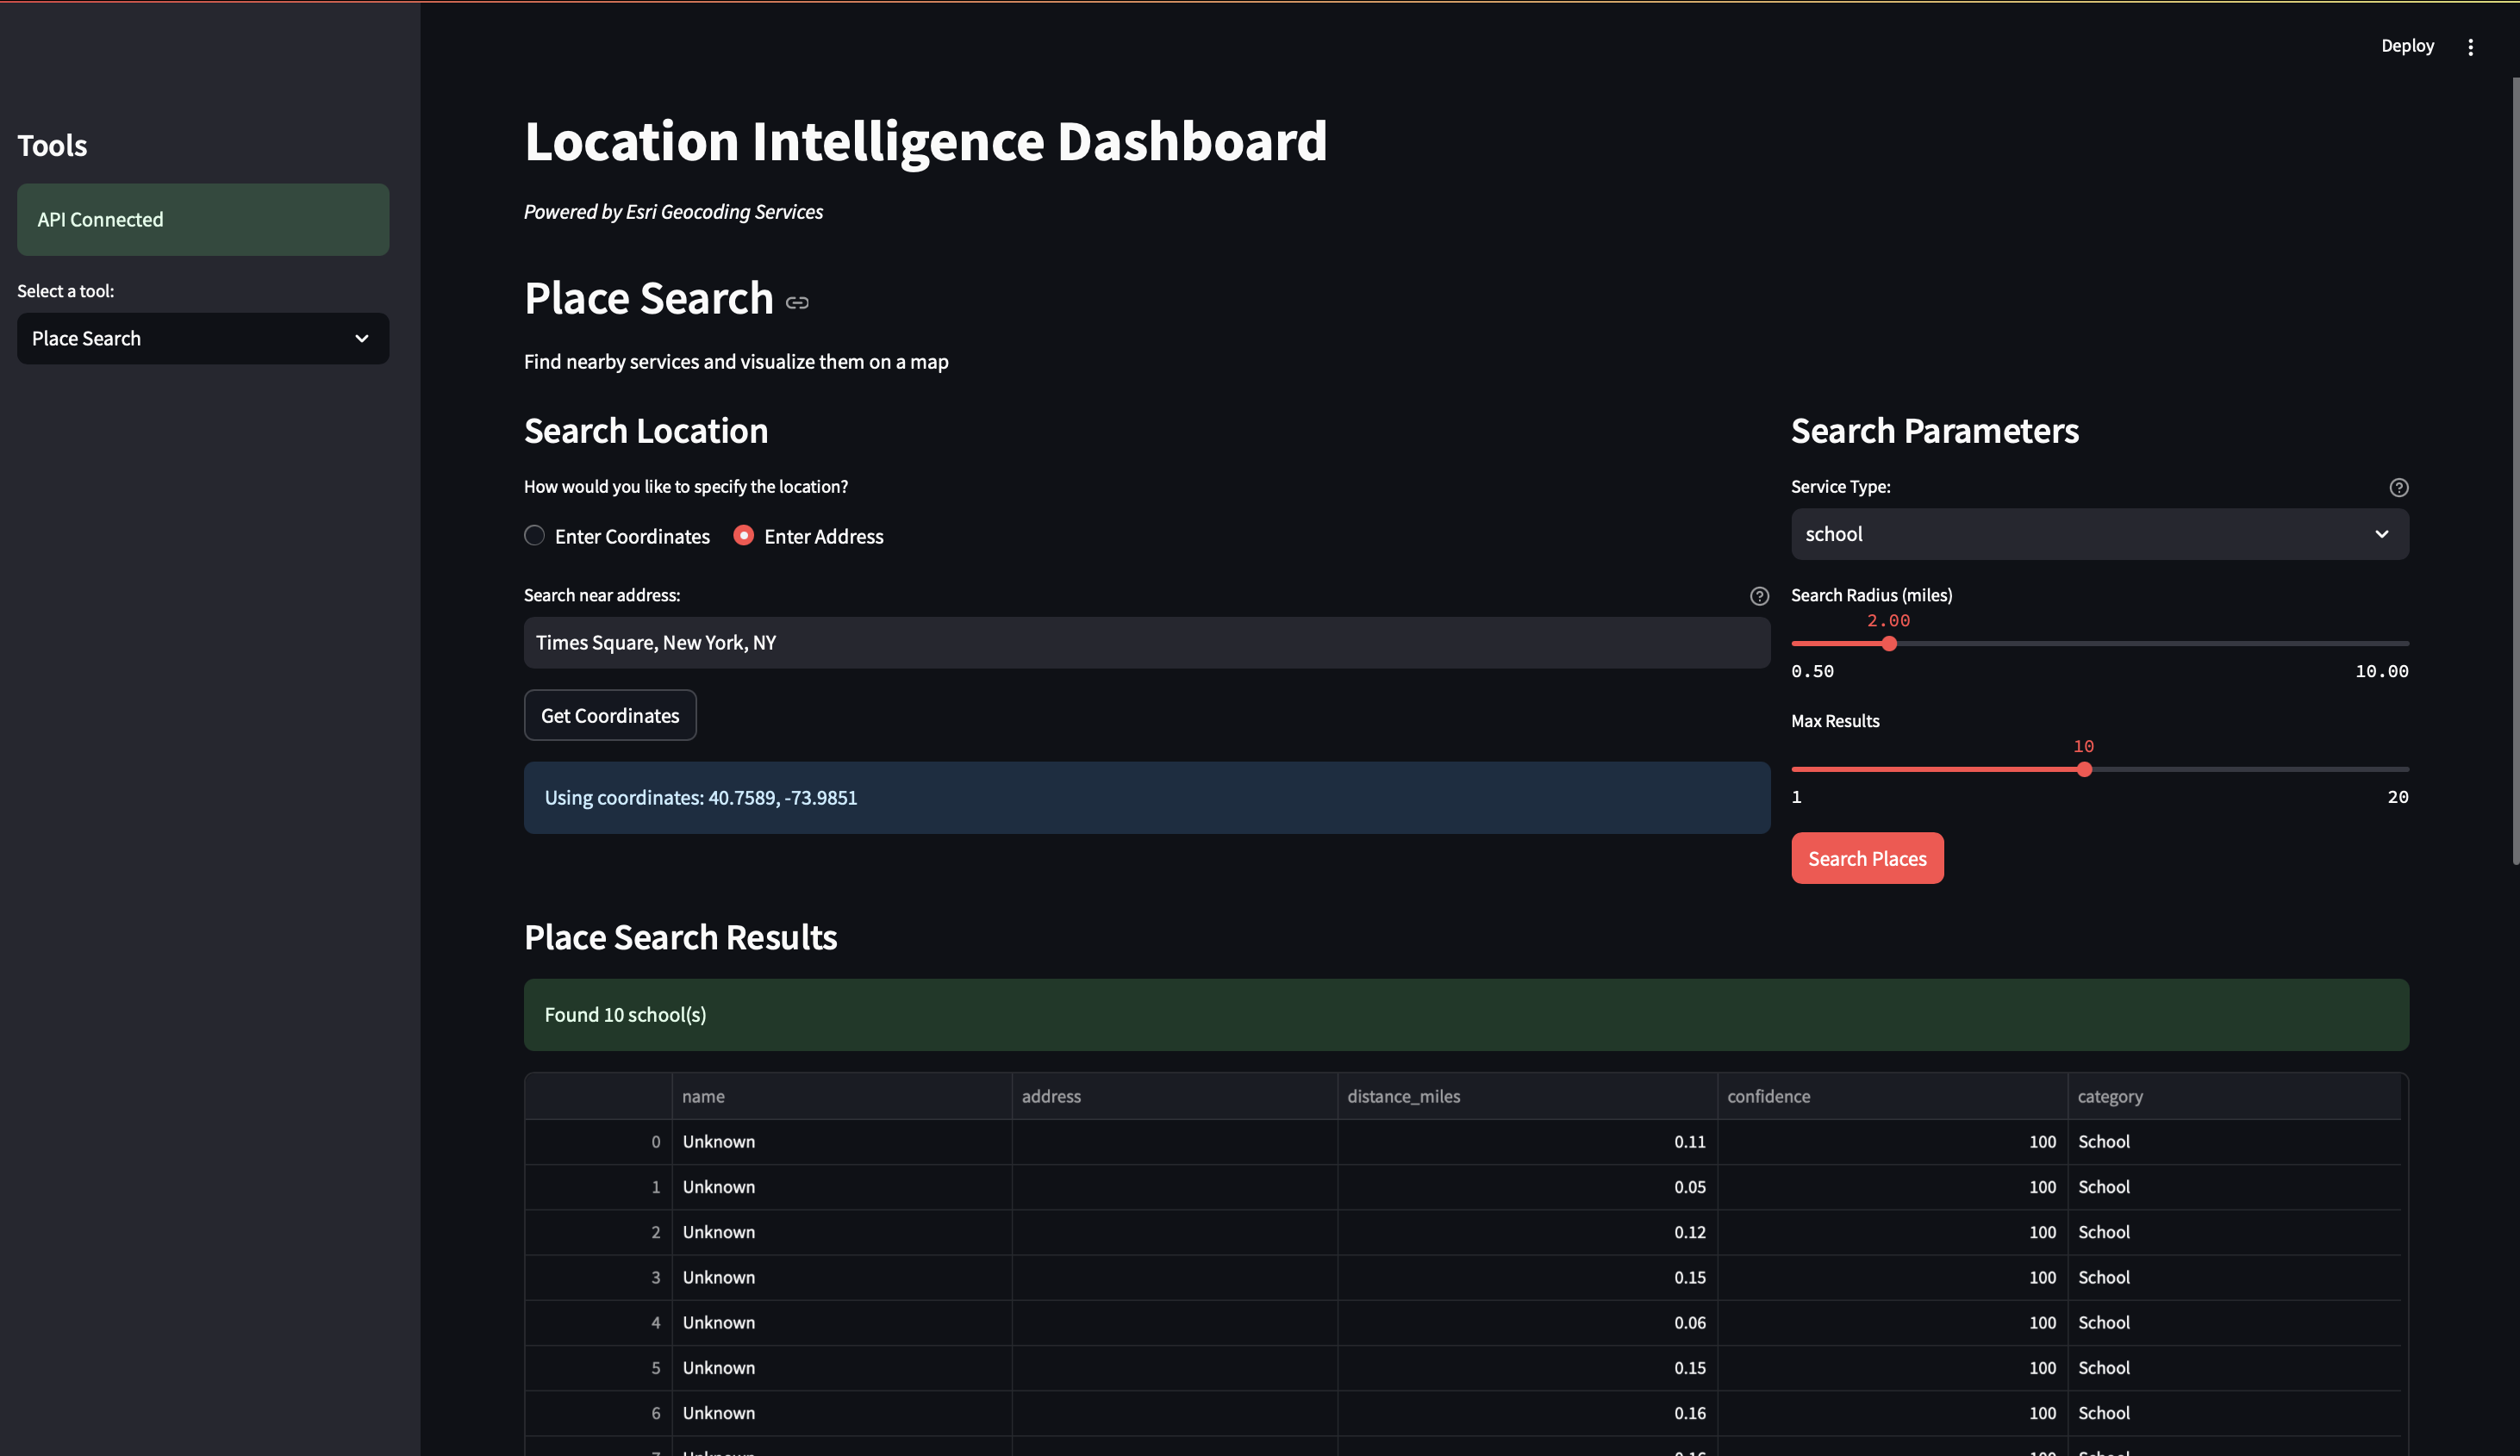 Deploy
Tools
API Connected
Select a tool:
Place Search
Location Intelligence Dashboard
Powered by Esri Geocoding Services
Place Search
Find nearby services and visualize them on a map
Search Location
How would you like to specify the location?
Enter Coordinates Enter Address
Search near address:
Times Square, New York, NY
Get Coordinates
Using coordinates: 40.7589, -73.9851
Search Parameters
Service Type:
school
Search Radius (miles)
2.00
0.50 10.00
Max Results
10
1 20
Search Places
Place Search Results
Found 10 school(s)
name address distance_miles confidence category
0 Unknown 0.11 100 School
1 Unknown 0.05 100 School
2 Unknown 0.12 100 School
3 Unknown 0.15 100 School
4 Unknown 0.06 100 School
5 Unknown 0.15 100 School
6 Unknown 0.16 100 School